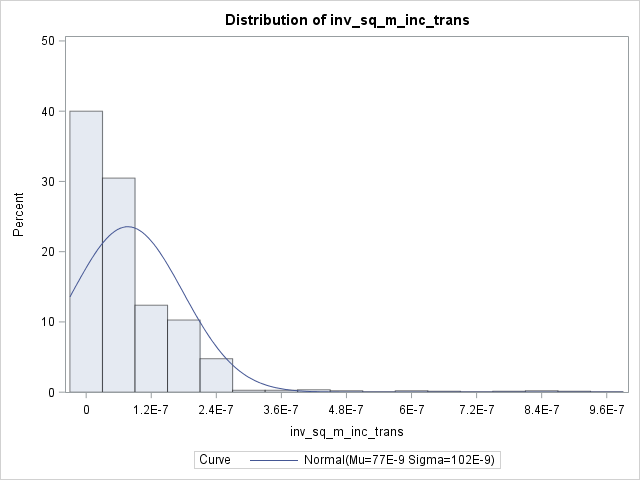 Distribution of inv_sq_m_inc_trans
50
40
30
20
10
0
Percent
0 1.2E-7 2.4E-7 3.6E-7 4.8E-7 6E-7 7.2E-7 8.4E-7 9.6E-7
inv_sq_m_inc_trans
Curve Normal(Mu=77E-9 Sigma=102E-9)